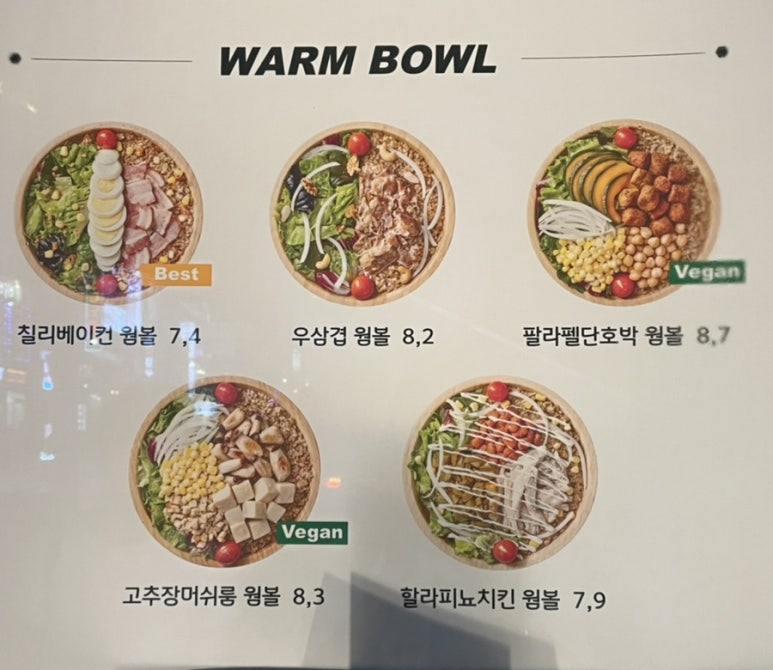 WARM BOWL
Best
Vegan
칠리베이컨 웜볼 7,4
우삼겹 웜볼 8,2
팔라펠단호박 웜볼 8,7
Vegan
고추장머쉬룸 웜볼 8,3
할라피뇨치킨 웜볼 7,9